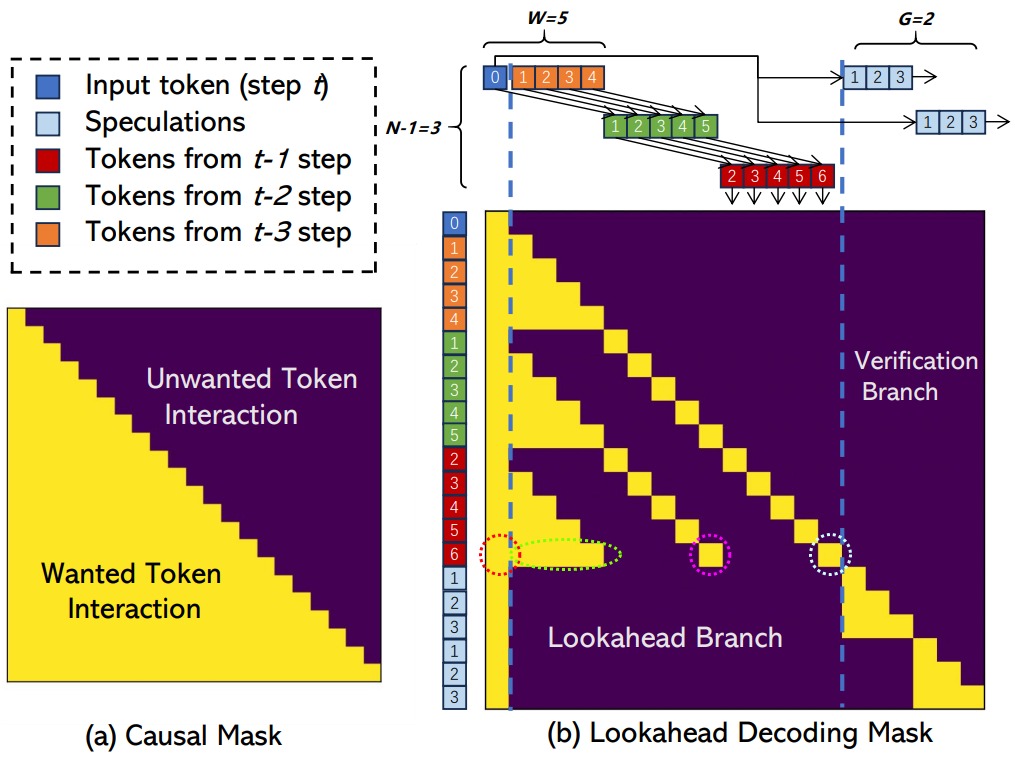 W=5
G=2
Input token (step t)
Speculations
Tokens from t-1 step
Tokens from t-2 step
Tokens from t-3 step
N-1=3
0 1 2 3 4
1 2 3
1 2 3
1 2 3 4 5
2 3 4 5 6
0
1
2
3
4
1
2
3
4
5
2
3
4
5
6
1
2
3
1
2
3
Unwanted Token
Interaction
Wanted Token
Interaction
Verification
Branch
Lookahead Branch
(a) Causal Mask
(b) Lookahead Decoding Mask